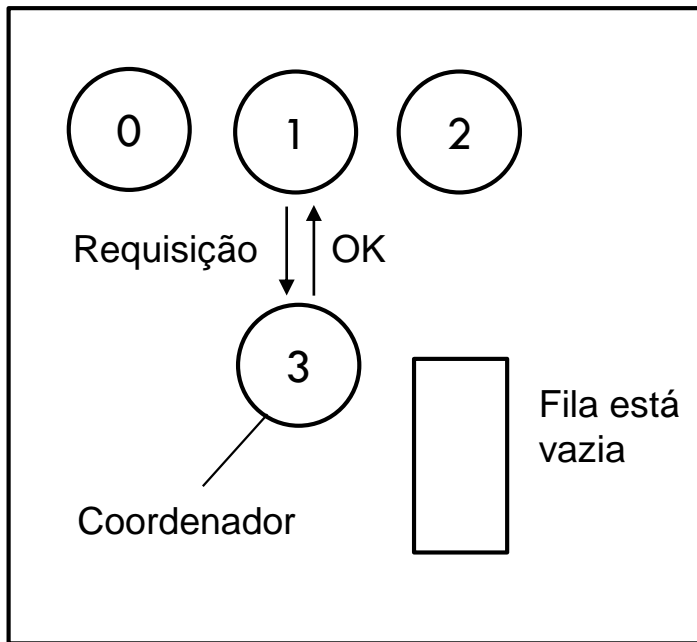 0 1 2
Requisição OK
3
Fila está
vazia
Coordenador